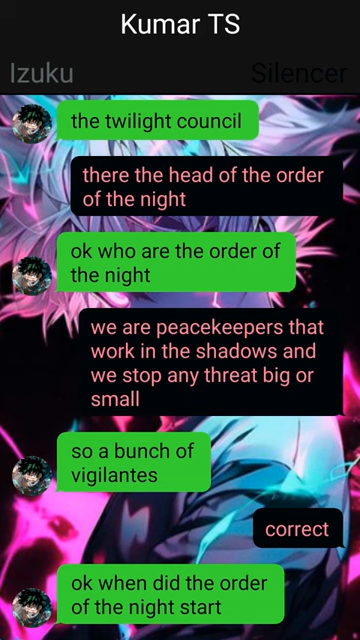 Kumar TS
Izuku Silencer
the twilight council
there the head of the order
of the night
ok who are the order of
the night
we are peacekeepers that
work in the shadows and
we stop any threat big or
small
so a bunch of
vigilantes
correct
ok when did the order
of the night start